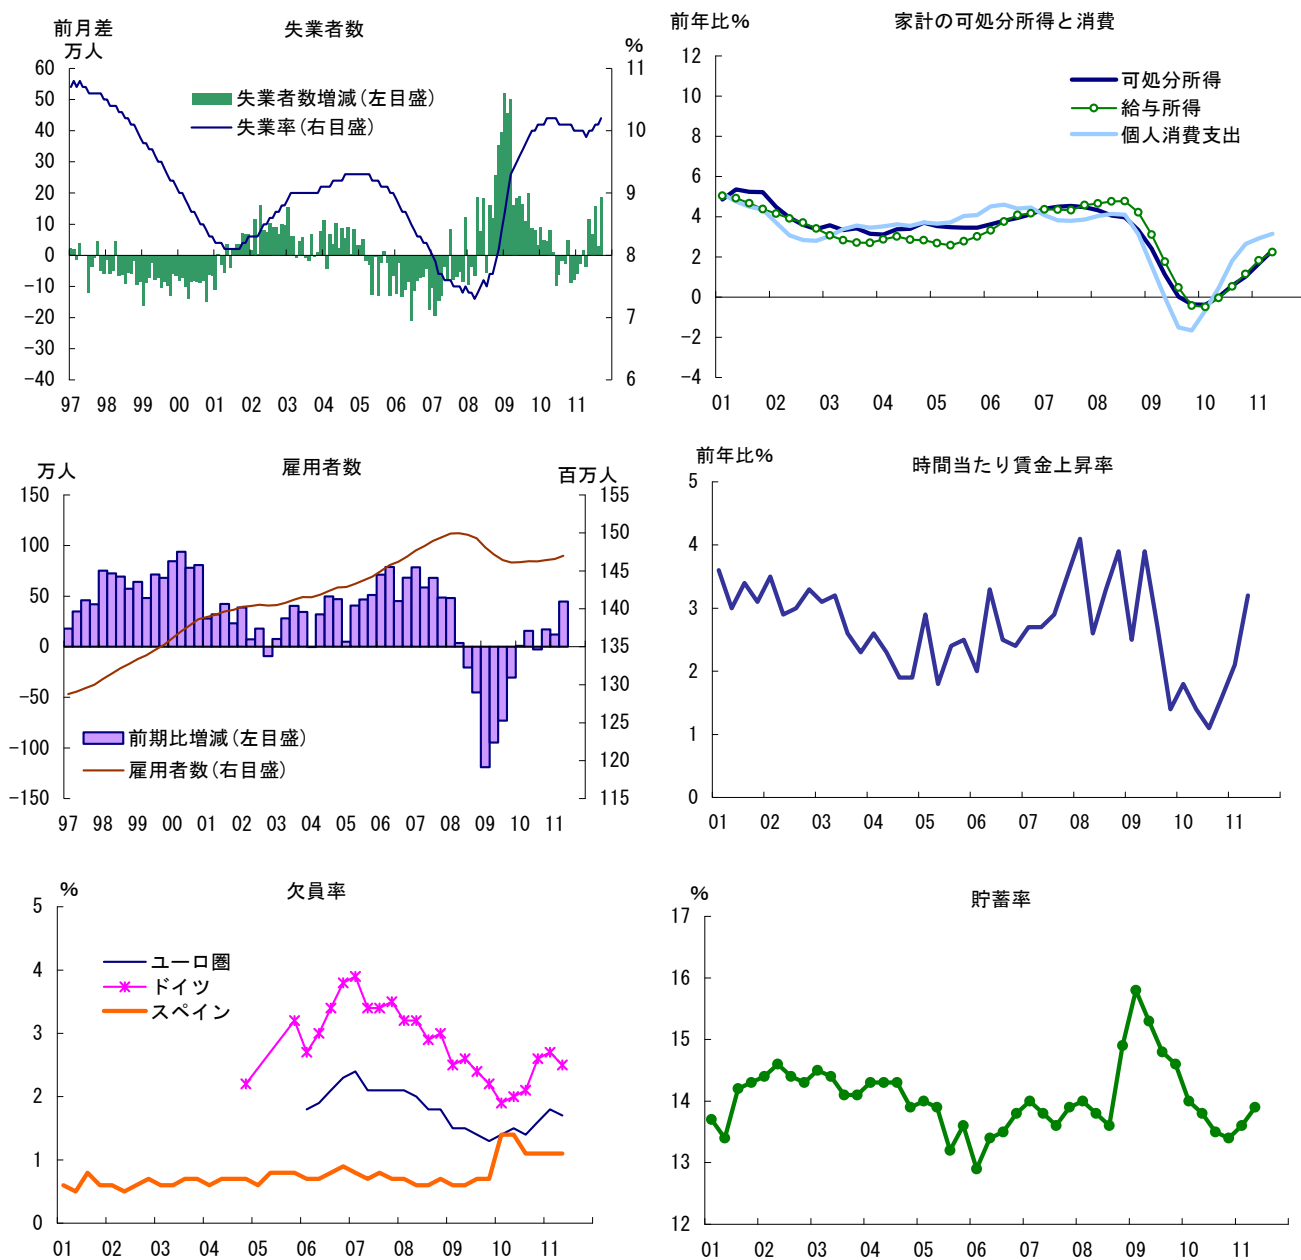 失業者数
前月差
万人
%
60
50
40
30
20
10
0
−10
−20
−30
−40
11
10
9
8
7
6
失業者数増減(左目盛)
失業率(右目盛)
97 98 99 00 01 02 03 04 05 06 07 08 09 10 11
家計の可処分所得と消費
前年比%
12
10
8
6
4
2
0
−2
−4
可処分所得
給与所得
個人消費支出
01 02 03 04 05 06 07 08 09 10 11
雇用者数
万人
百万人
150
100
50
0
−50
−100
−150
155
150
145
140
135
130
125
120
115
前期比増減(左目盛)
雇用者数(右目盛)
97 98 99 00 01 02 03 04 05 06 07 08 09 10 11
時間当たり賃金上昇率
前年比%
5
4
3
2
1
0
01 02 03 04 05 06 07 08 09 10 11
欠員率
%
5
4
3
2
1
0
ユーロ圏
ドイツ
スペイン
01 02 03 04 05 06 07 08 09 10 11
貯蓄率
%
17
16
15
14
13
12
01 02 03 04 05 06 07 08 09 10 11